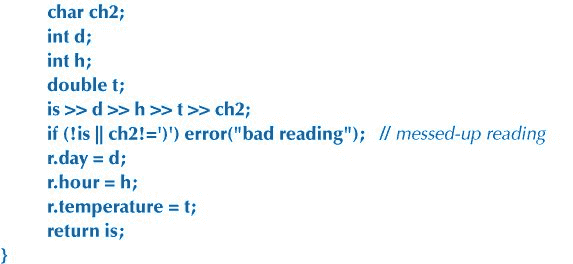 char ch2;
int d;
int h;
double t;
is >> d >> h >> t >> ch2;
if (!is || ch2!=')') error("bad reading"); // messed-up reading
r.day = d;
r.hour = h;
r.temperature = t;
return is;
}